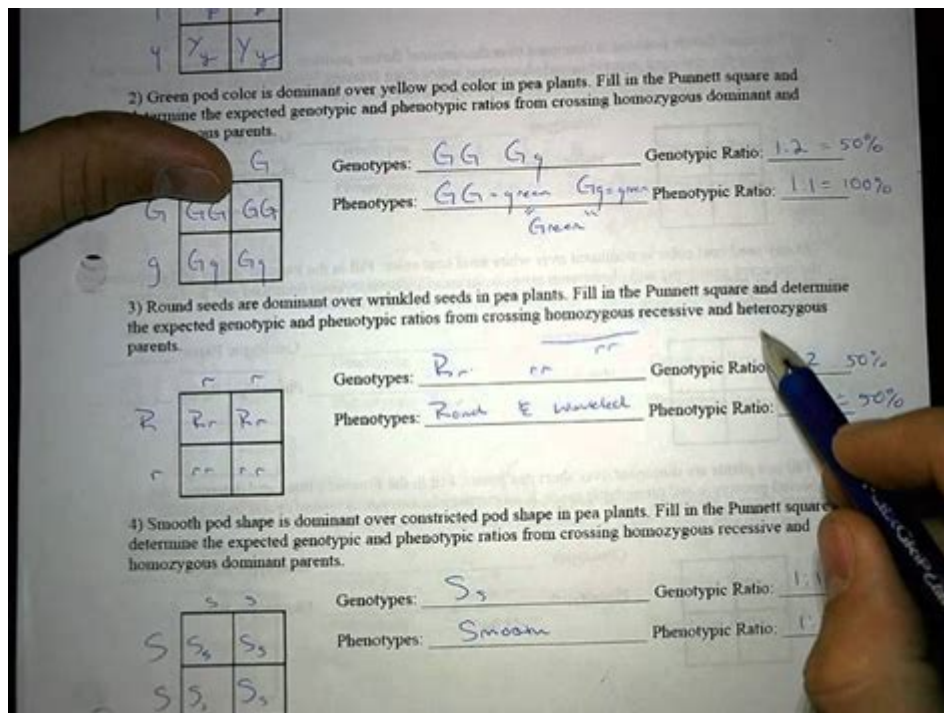 y Yy Yy
2) Green pod color is dominant over yellow pod color in pea plants. Fill in the Punnett square and
determine the expected genotypic and phenotypic ratios from crossing homozygous dominant and
parents.
G
Genotypes: GG Gg Genotypic Ratio: 1:2 = 50%
G GG GG
Phenotypes: GG=green Gg=green Phenotypic Ratio: 1:1 = 100%
"Green"
g Gg Gg
3) Round seeds are dominant over wrinkled seeds in pea plants. Fill in the Punnett square and determine
the expected genotypic and phenotypic ratios from crossing homozygous recessive and heterozygous
parents.
rr
r r
Genotypes: Rr rr Genotypic Ratio 2 50%
R Rr Rr
Phenotypes: Round & Phenotypic Ratio: = 50%
r rr rr
4) Smooth pod shape is dominant over constricted pod shape in pea plants. Fill in the Punnett square
determine the expected genotypic and phenotypic ratios from crossing homozygous recessive and
homozygous dominant parents.
s s
Genotypes: Ss Genotypic Ratio: 1:1
S Ss Ss
Phenotypes: Smooth Phenotypic Ratio: 1:
S Ss Ss